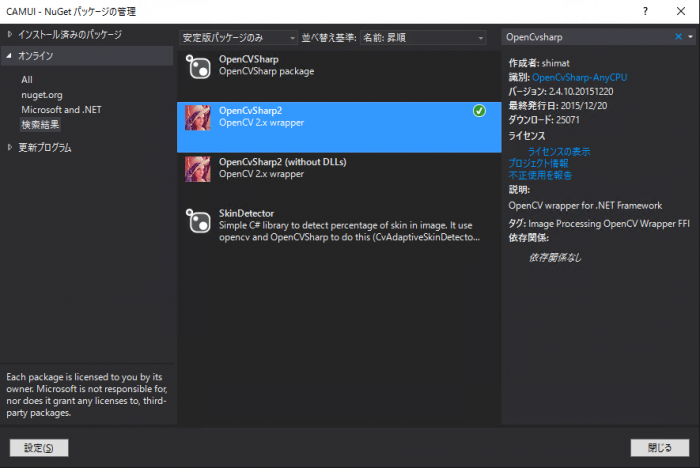 CAMUI - NuGet パッケージの管理
? ×
インストール済みのパッケージ
オンライン
All
nuget.org
Microsoft and .NET
検索結果
更新プログラム
Each package is licensed to you by its
owner. Microsoft is not responsible for,
nor does it grant any licenses to, third-
party packages.
安定版パッケージのみ
並べ替え基準: 名前: 昇順
OpenCVSharp
OpenCVSharp package
OpenCvSharp2
OpenCV 2.x wrapper
OpenCvSharp2 (without DLLs)
OpenCV 2.x wrapper
SkinDetector
Simple C# library to detect percentage of skin in image. It use
opencv and OpenCVSharp to do this (CvAdaptiveSkinDetecto...
OpenCvsharp
作成者: shimat
識別: OpenCvSharp-AnyCPU
バージョン: 2.4.10.20151220
最終発行日: 2015/12/20
ダウンロード: 25071
ライセンス
ライセンスの表示
プロジェクト情報
不正使用を報告
説明:
OpenCV wrapper for .NET Framework
タグ: Image Processing OpenCV Wrapper FFI
依存関係:
依存関係なし
設定(S)
閉じる